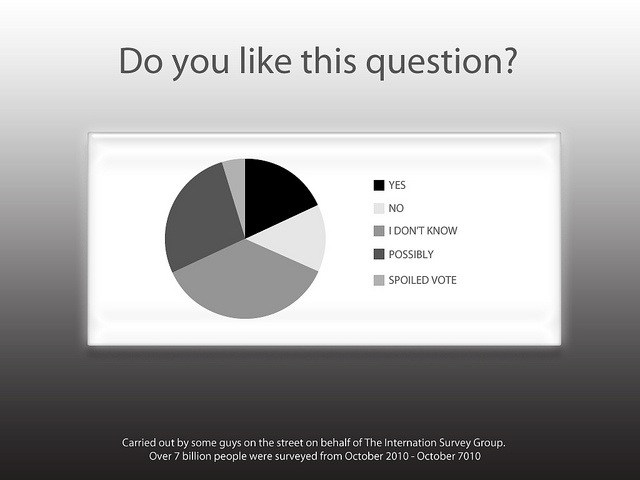 Do you like this question?
YES
NO
I DON'T KNOW
POSSIBLY
SPOILED VOTE
Carried out by some guys on the street on behalf of The Internation Survey Group.
Over 7 billion people were surveyed from October 2010 - October 7010